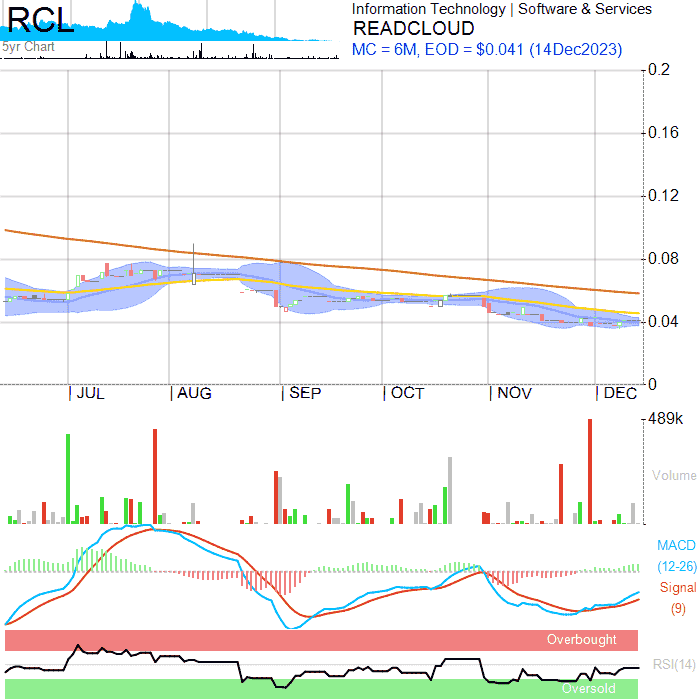 RCL
5yr Chart
Information Technology | Software & Services
READCLOUD
MC = 6M, EOD = $0.041 (14Dec2023)
0.2
0.16
0.12
0.08
0.04
0
JUL AUG SEP OCT NOV DEC
489k
Volume
MACD
(12-26)
Signal
(9)
Overbought
RSI(14)
Oversold